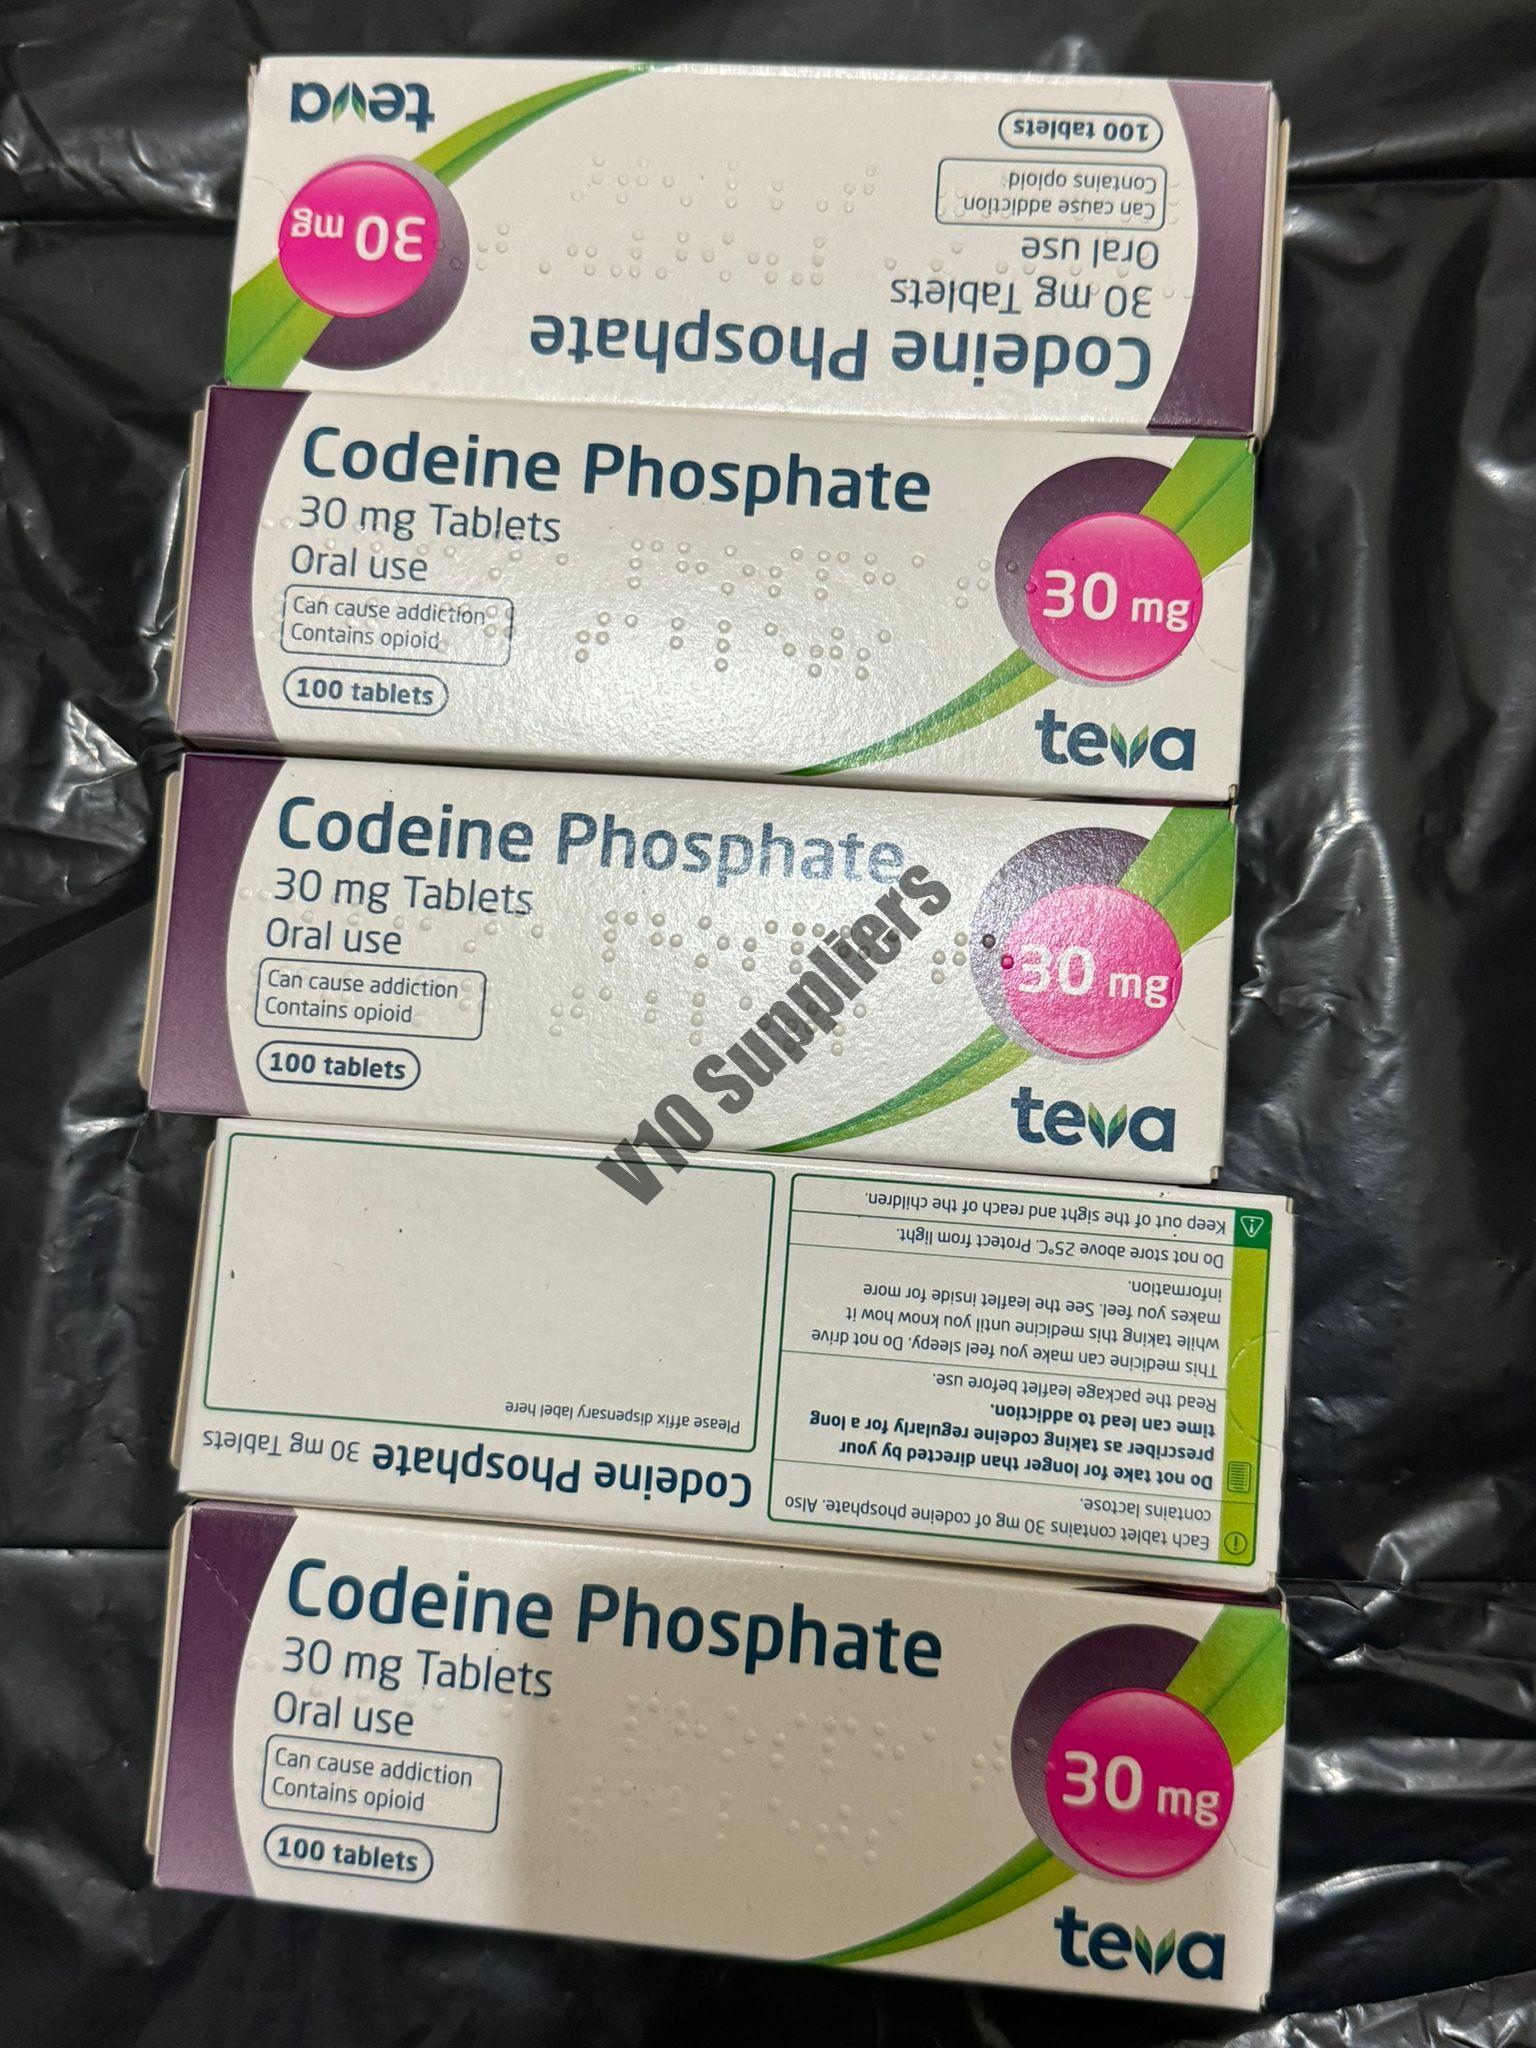 teva
30 mg
100 tablets
Can cause addiction
Contains opioid
Oral use
30 mg Tablets
Codeine Phosphate
Codeine Phosphate
30 mg Tablets
Oral use
Can cause addiction
Contains opioid
100 tablets
30 mg
teva
Codeine Phosphate
30 mg Tablets
Oral use
Can cause addiction
Contains opioid
100 tablets
30 mg
teva
V10 Suppliers
Codeine Phosphate 30 mg Tablets
Please affix dispensary label here
Each tablet contains 30 mg of codeine phosphate. Also
contains lactose.
Do not take for longer than directed by your
prescriber as taking codeine regularly for a long
time can lead to addiction.
Read the package leaflet before use.
This medicine can make you feel sleepy. Do not drive
while taking this medicine until you know how it
makes you feel. See the leaflet inside for more
information.
Do not store above 25°C. Protect from light.
Keep out of the sight and reach of the children.
Codeine Phosphate
30 mg Tablets
Oral use
Can cause addiction
Contains opioid
100 tablets
30 mg
teva